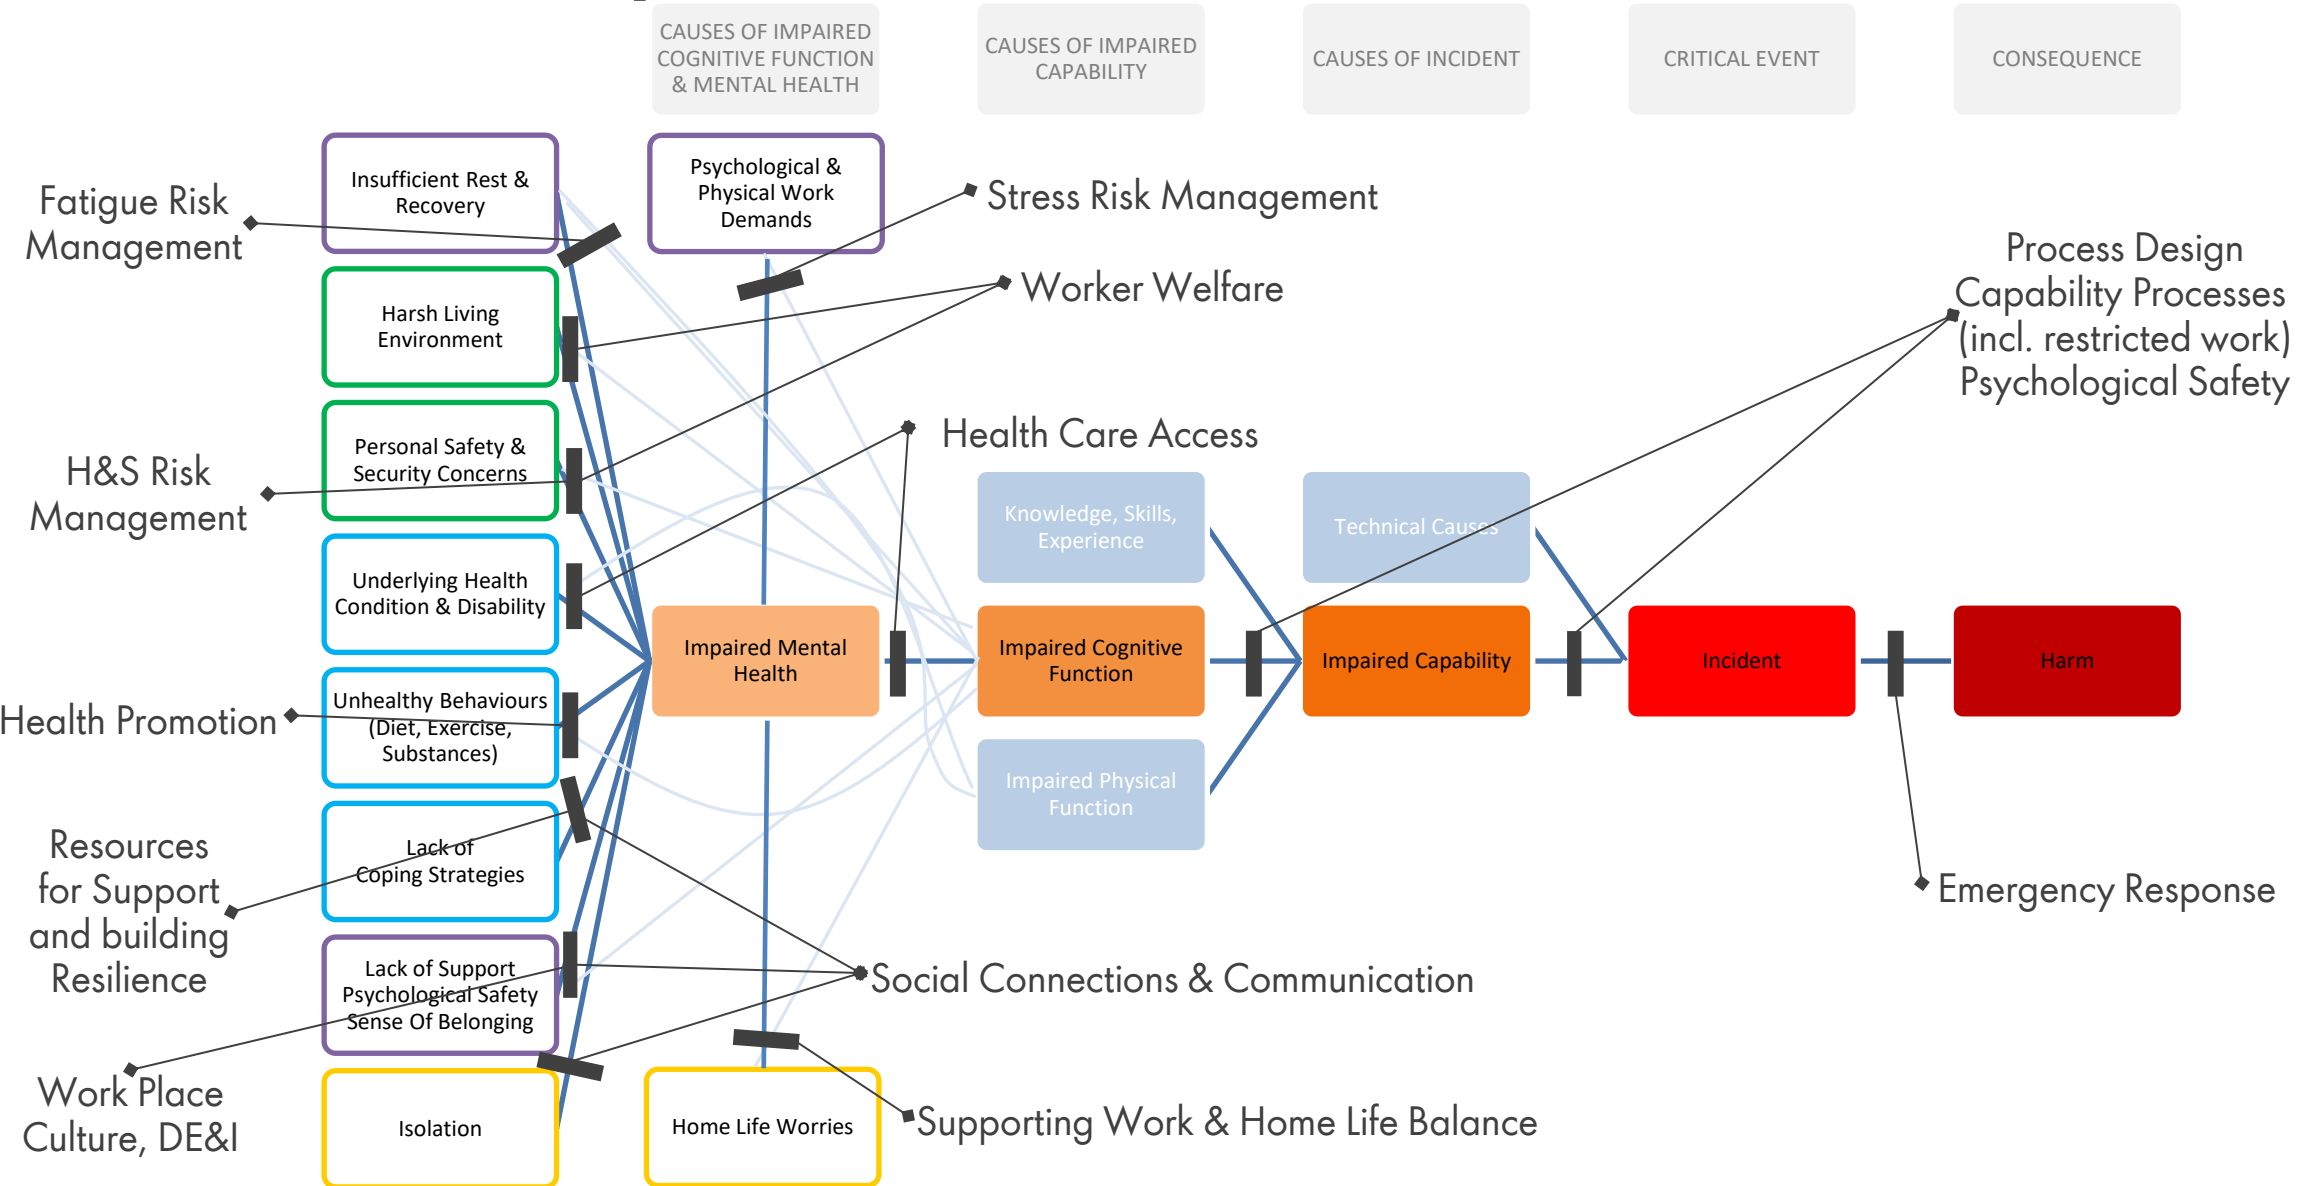 CAUSES OF IMPAIRED
COGNITIVE FUNCTION
& MENTAL HEALTH
CAUSES OF IMPAIRED
CAPABILITY
CAUSES OF INCIDENT
CRITICAL EVENT
CONSEQUENCE
Fatigue Risk
Management
Insufficient Rest &
Recovery
Psychological &
Physical Work
Demands
Stress Risk Management
Worker Welfare
Process Design
Capability Processes
(incl. restricted work)
Psychological Safety
Harsh Living
Environment
H&S Risk
Management
Personal Safety &
Security Concerns
Health Care Access
Knowledge, Skills,
Experience
Technical Causes
Underlying Health
Condition & Disability
Impaired Mental
Health
Impaired Cognitive
Function
Impaired Capability
Incident
Harm
Health Promotion
Unhealthy Behaviours
(Diet, Exercise,
Substances)
Impaired Physical
Function
Resources
for Support
and building
Resilience
Lack of
Coping Strategies
Emergency Response
Lack of Support
Psychological Safety
Sense Of Belonging
Social Connections & Communication
Work Place
Culture, DE&I
Isolation
Home Life Worries
Supporting Work & Home Life Balance